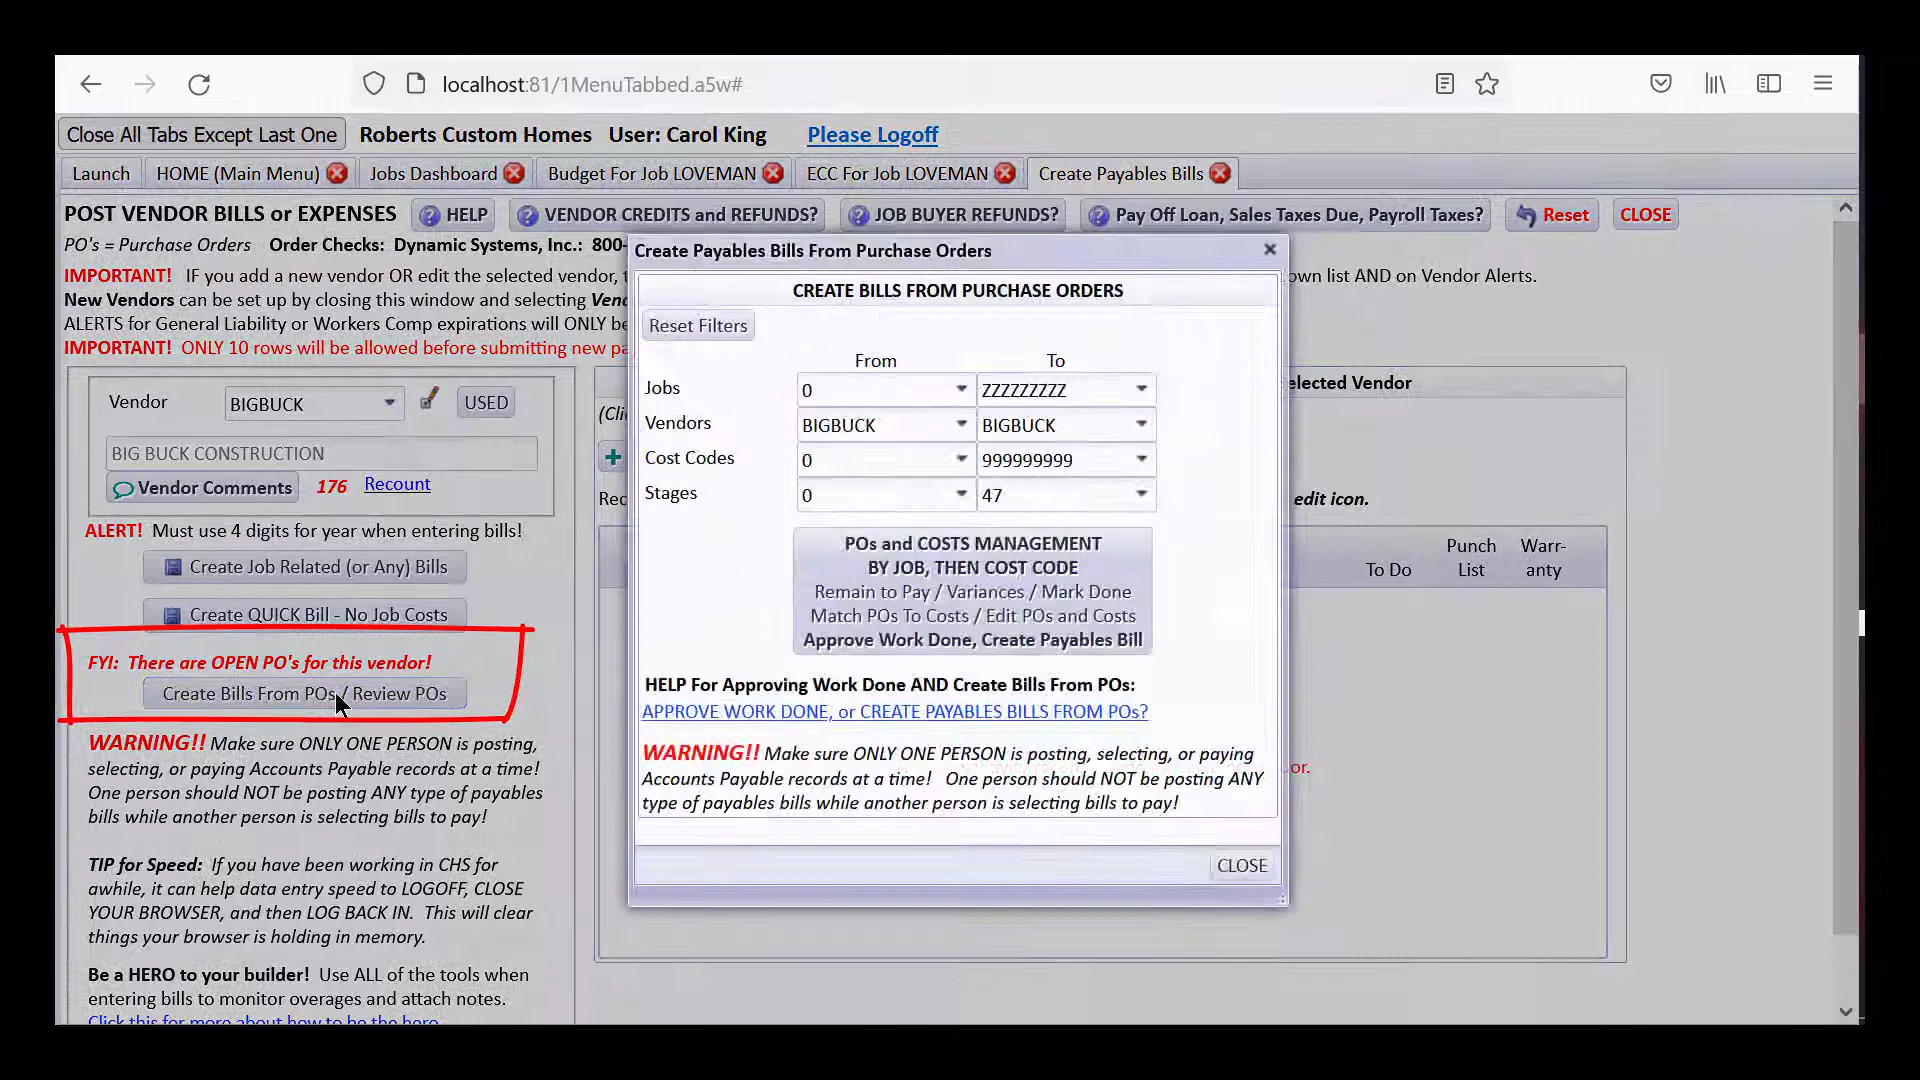 localhost:81/1MenuTabbed.a5w#
Close All Tabs Except Last One Roberts Custom Homes User: Carol King Please Logoff
Launch HOME (Main Menu) Jobs Dashboard Budget For Job LOVEMAN ECC For Job LOVEMAN Create Payables Bills
POST VENDOR BILLS or EXPENSES HELP VENDOR CREDITS and REFUNDS? JOB BUYER REFUNDS? Pay Off Loan, Sales Taxes Due, Payroll Taxes? Reset CLOSE
PO's = Purchase Orders Order Checks: Dynamic Systems, Inc.: 800-
IMPORTANT! IF you add a new vendor OR edit the selected vendor, own list AND on Vendor Alerts.
New Vendors can be set up by closing this window and selecting
ALERTS for General Liability or Workers Comp expirations will ONLY be
IMPORTANT! ONLY 10 rows will be allowed before submitting new
Vendor BIGBUCK USED
BIG BUCK CONSTRUCTION
Vendor Comments 176 Recount
ALERT! Must use 4 digits for year when entering bills!
Create Job Related (or Any) Bills
Create QUICK Bill - No Job Costs
FYI: There are OPEN PO's for this vendor!
Create Bills From POs / Review POs
WARNING!! Make sure ONLY ONE PERSON is posting,
selecting, or paying Accounts Payable records at a time!
One person should NOT be posting ANY type of payables
bills while another person is selecting bills to pay!
TIP for Speed: If you have been working in CHS for
awhile, it can help data entry speed to LOGOFF, CLOSE
YOUR BROWSER, and then LOG BACK IN. This will clear
things your browser is holding in memory.
Be a HERO to your builder! Use ALL of the tools when
entering bills to monitor overages and attach notes.
Click this for more about how to be the hero
Create Payables Bills From Purchase Orders
CREATE BILLS FROM PURCHASE ORDERS
Reset Filters
From To
Jobs 0 ZZZZZZZZZ
Vendors BIGBUCK BIGBUCK
Cost Codes 0 999999999
Stages 0 47
POs and COSTS MANAGEMENT
BY JOB, THEN COST CODE
Remain to Pay / Variances / Mark Done
Match POs To Costs / Edit POs and Costs
Approve Work Done, Create Payables Bill
HELP For Approving Work Done AND Create Bills From POs:
APPROVE WORK DONE, or CREATE PAYABLES BILLS FROM POs?
WARNING!! Make sure ONLY ONE PERSON is posting, selecting, or paying
Accounts Payable records at a time! One person should NOT be posting ANY
type of payables bills while another person is selecting bills to pay!
CLOSE
elected Vendor
edit icon.
To Do Punch List Warr-anty
or.